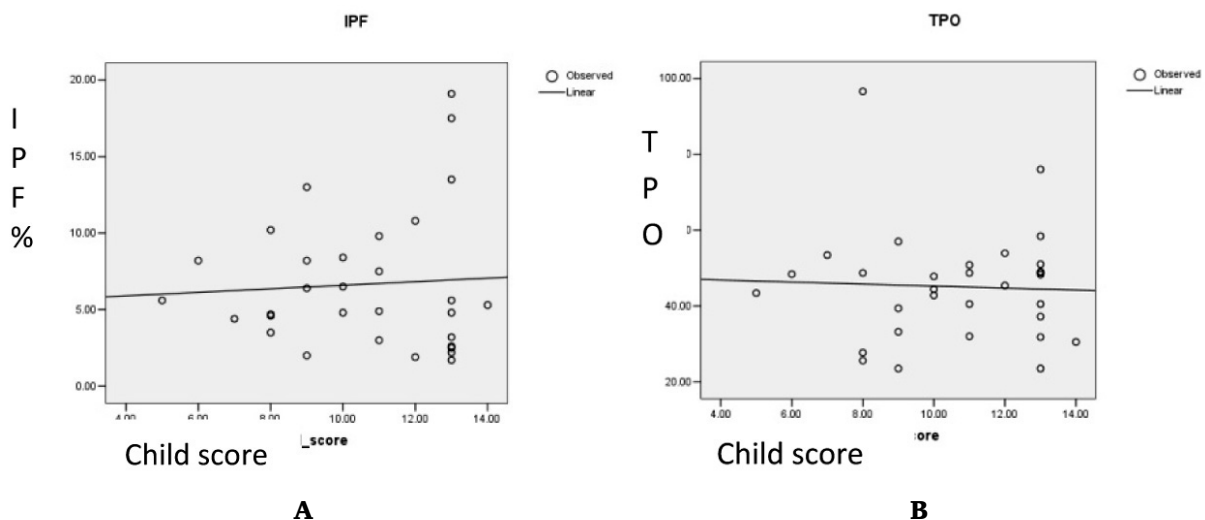 IPF
I
P
F
%
20.00
15.00
10.00
5.00
0.00
4.00 6.00 8.00 10.00 12.00 14.00
_score
Child score
Observed
Linear
A
TPO
T
P
O
100.00
40.00
20.00
4.00 6.00 8.00 10.00 12.00 14.00
ore
Child score
Observed
Linear
B